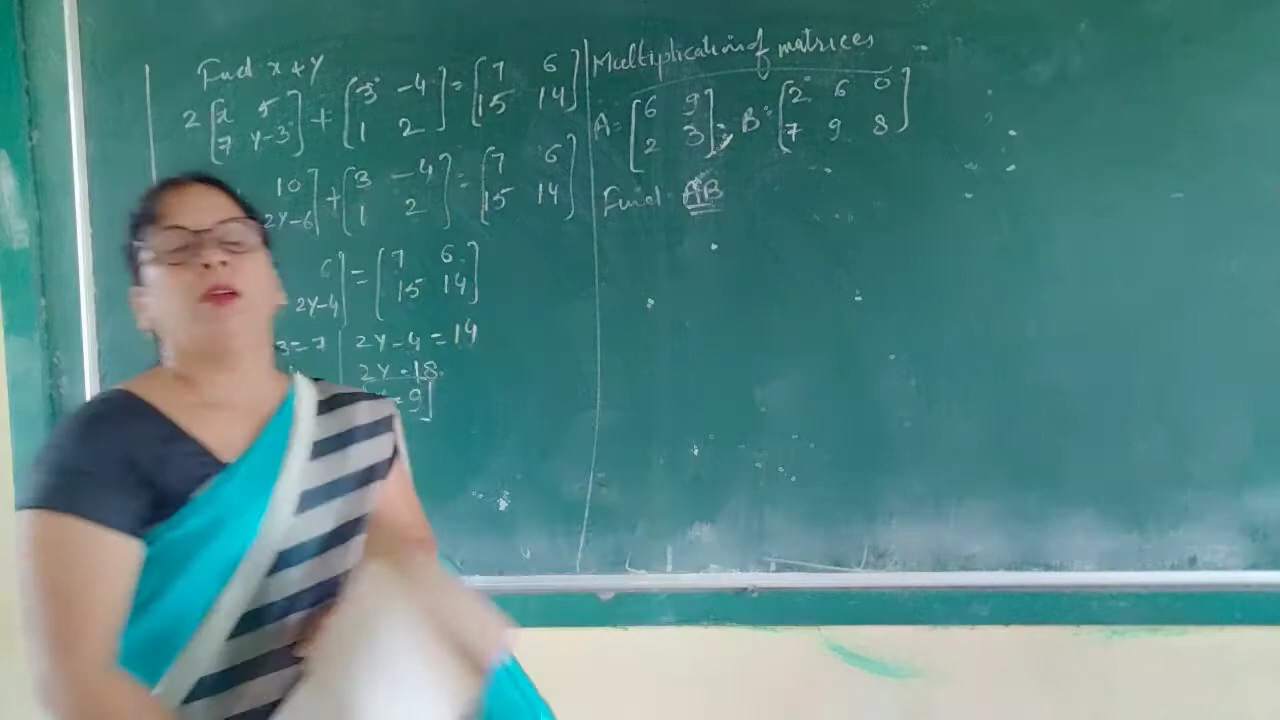 Find x & y
2 [x 5] + [3 -4] = [7 6]
[7 y-3] [1 2] [15 14]
10] + [3 -4] = [7 6]
2y-6] [1 2] [15 14]
6] = [7 6]
2y-4] [15 14]
3=7 | 2y-4=14
2y=18
=9]
Multiplication of matrices
A= [6 9] , B= [2 6 0]
[2 3] [7 9 8]
Find AB